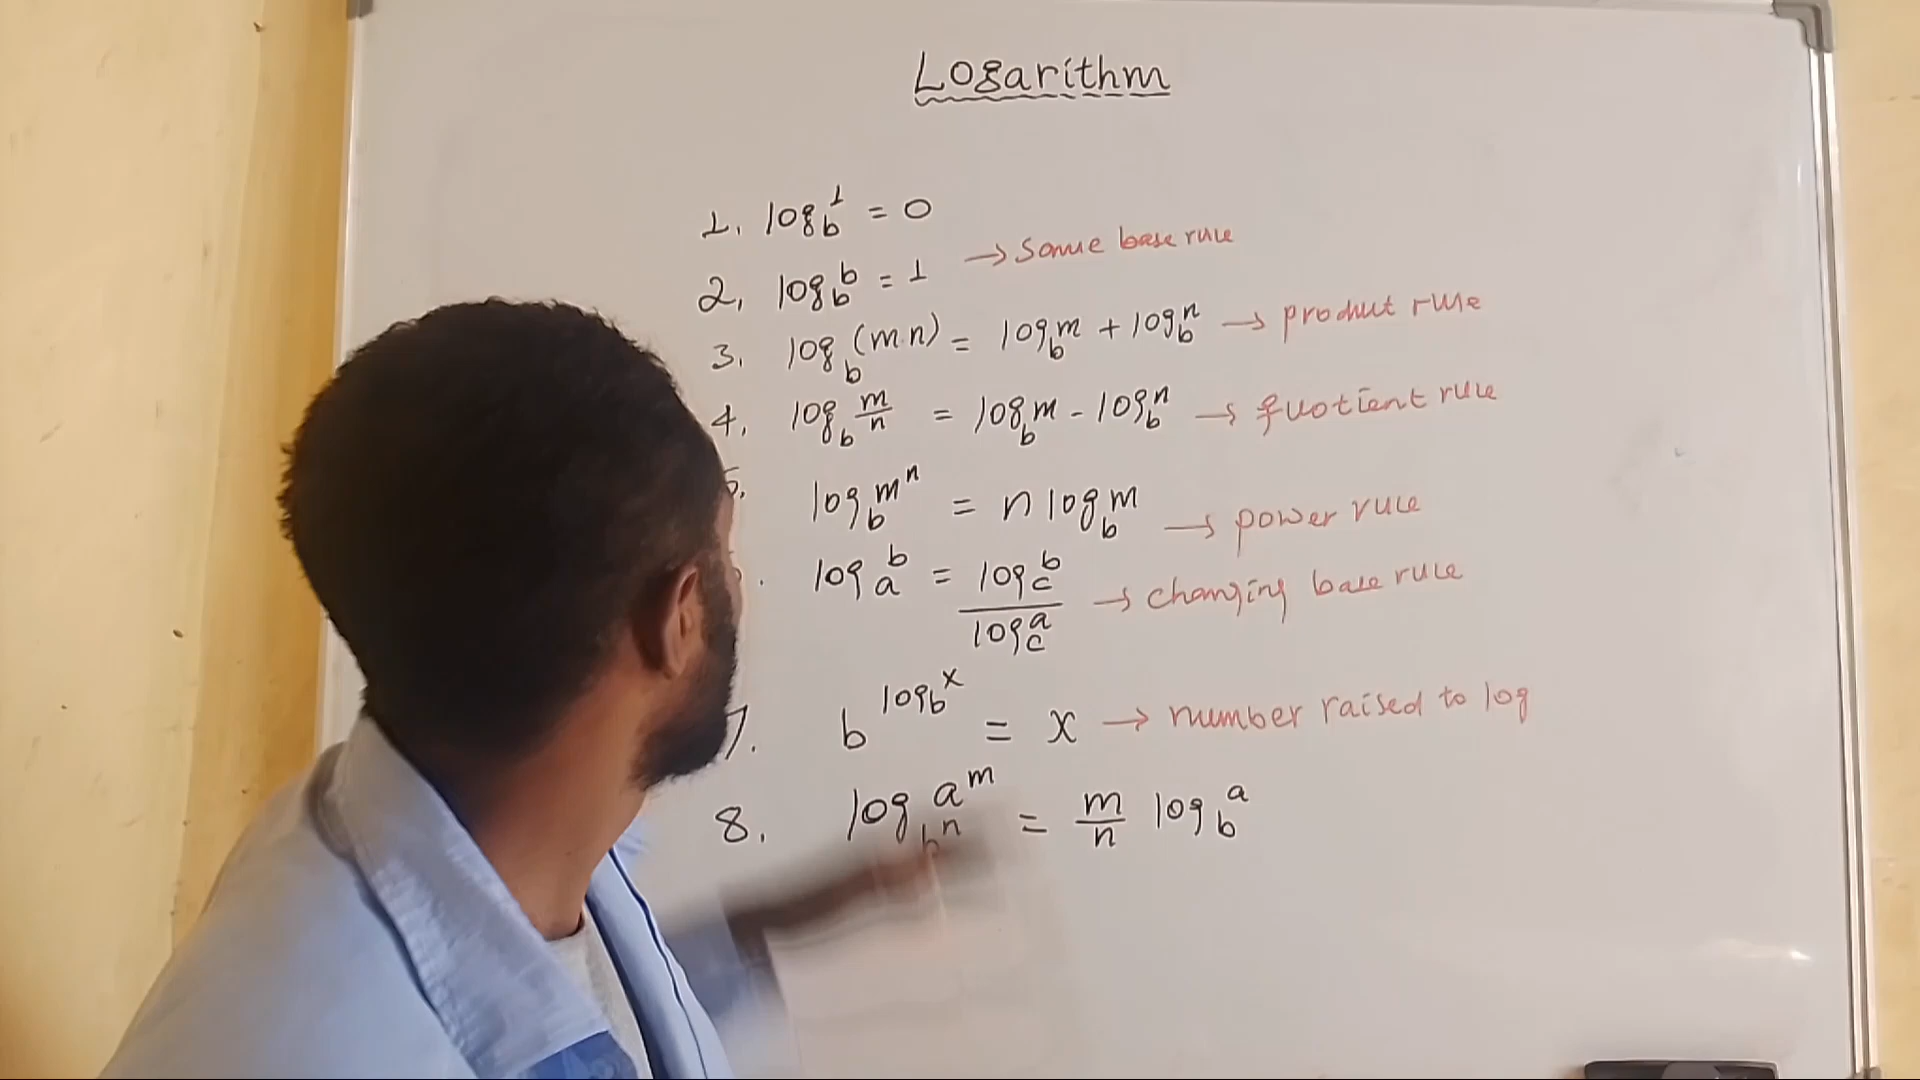 Logarithm
1. log_b^1 = 0
2. log_b^b = 1 → Same base rule
3. log_b(m.n) = log_b m + log_b n → product rule
4. log_b m/n = log_b m - log_b n → quotient rule
5. log_b m^n = n log_b m → power rule
. log_a b = log_c b / log_c a → changing base rule
7. b^(log_b x) = x → number raised to log
8. log_(b^n) a^m = m/n log_b a